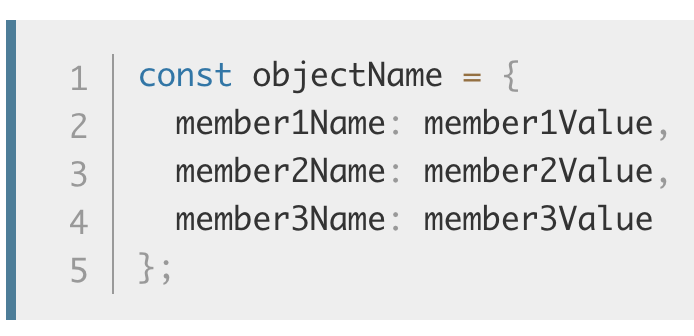 1 const objectName = {
2   member1Name: member1Value,
3   member2Name: member2Value,
4   member3Name: member3Value
5 };